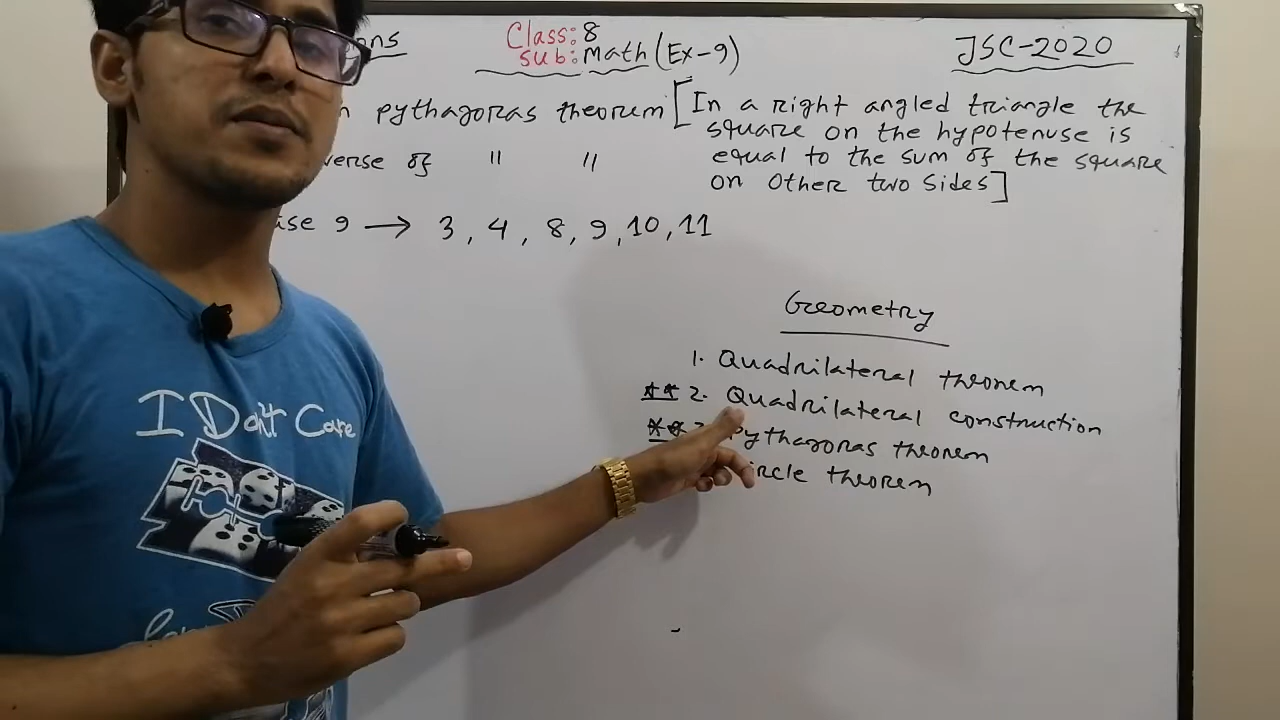 Class: 8
Sub: Math (Ex-9)
JSC-2020
pythagoras theorem [In a right angled triangle the
square on the hypotenuse is
equal to the sum of the square
on other two sides]
verse of " "
ise 9 → 3, 4, 8, 9, 10, 11
Geometry
1. Quadrilateral theorem
** 2. Quadrilateral construction
** Pythagoras theorem
ircle theorem
I Don't Care